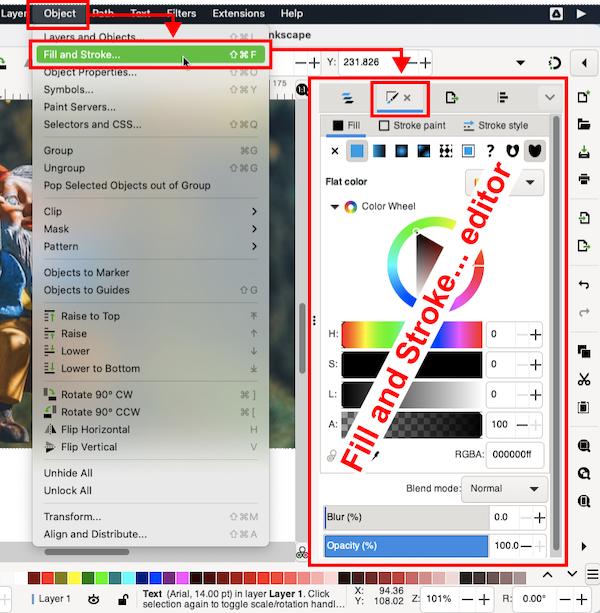 Layer Object Path Text Filters Extensions Help
Layers and Objects... ⇧⌘L
nkscape
Fill and Stroke... ⇧⌘F
Y: 231.826
Object Properties... ⇧⌘O
175
Symbols... ⇧⌘Y
Paint Servers...
Selectors and CSS... ⇧⌘Q
Group ⌘G
Ungroup ⇧⌘G
Pop Selected Objects out of Group
Clip
Mask
Pattern
Objects to Marker
Objects to Guides ⇧G
Raise to Top
Raise
Lower
Lower to Bottom
Rotate 90° CW ⌘]
Rotate 90° CCW ⌘[
Flip Horizontal H
Flip Vertical V
Unhide All
Unlock All
Transform... ⇧⌘M
Align and Distribute... ⇧⌘A
Fill Stroke paint Stroke style
Flat color
Color Wheel
Fill and Stroke... editor
H: 0
S: 0
L: 0
A: 100
RGBA: 000000ff
Blend mode: Normal
Blur (%) 0.0
Opacity (%) 100.0
Layer 1
Text (Arial, 14.00 pt) in layer Layer 1. Click
selection again to toggle scale/rotation handl...
X: 94.36
Y: 108.02
Z: 101%
R: 0.00°